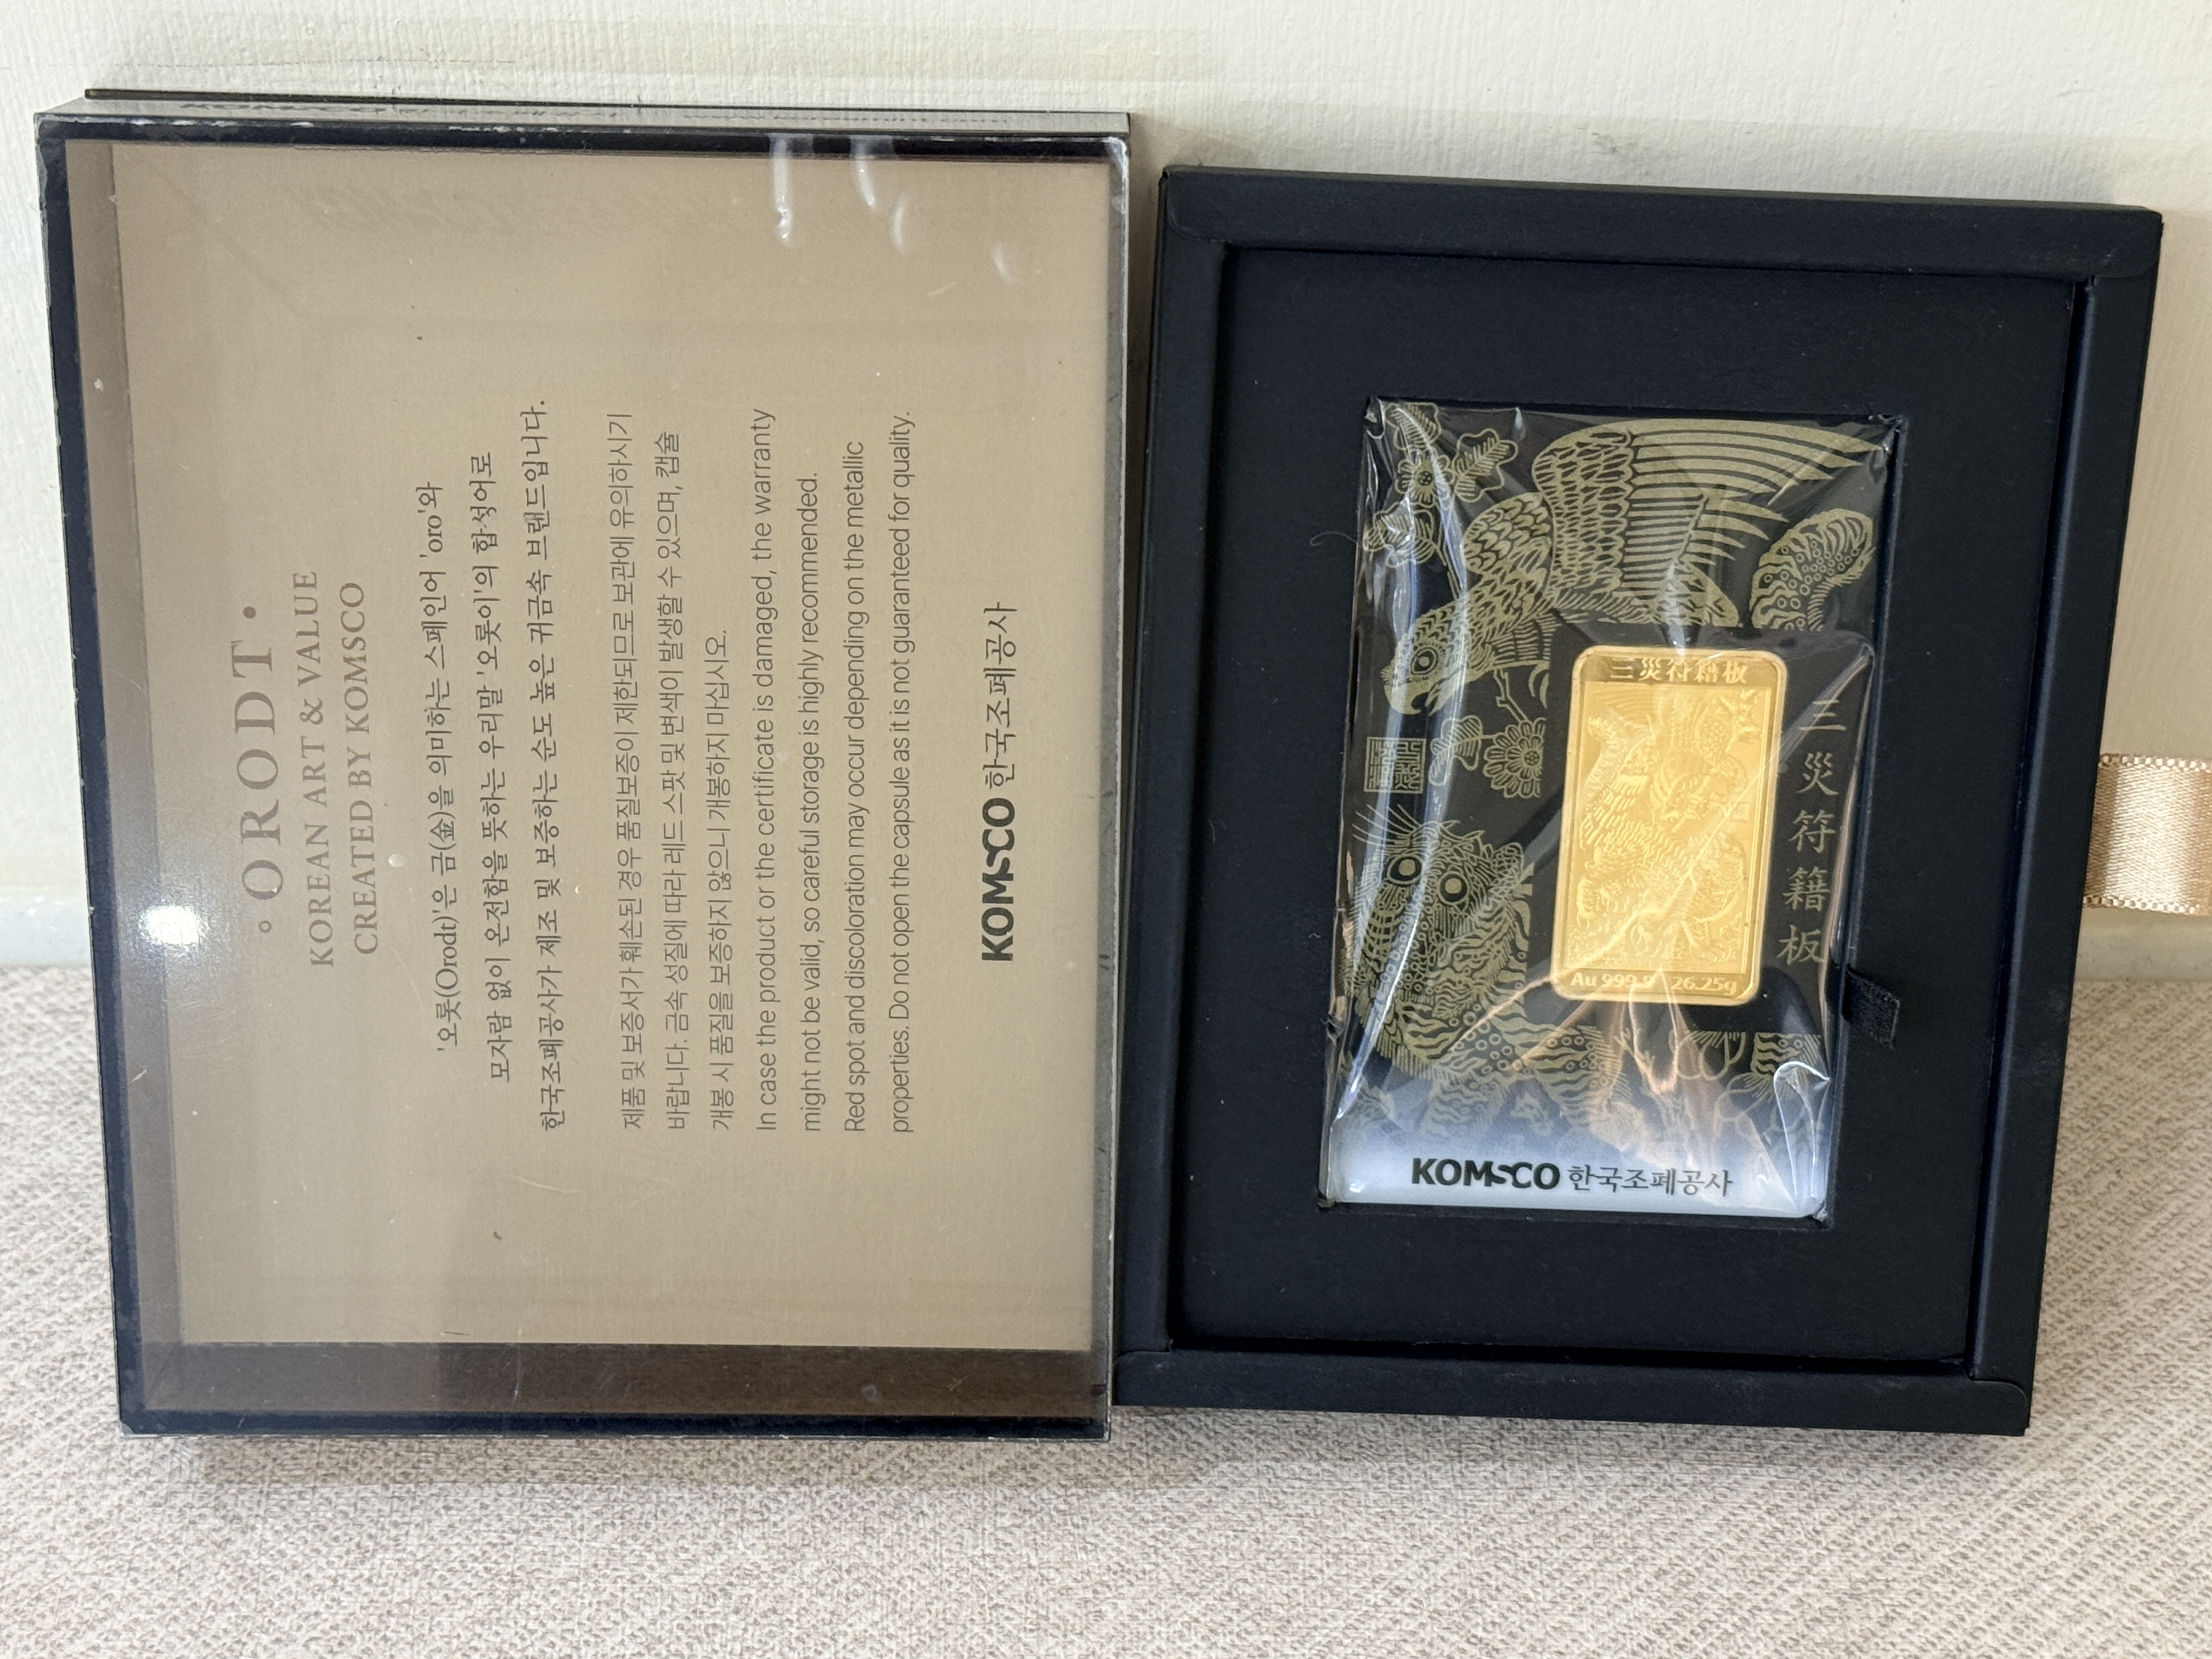 ORODT
KOREAN ART & VALUE
CREATED BY KOMSCO
'오롯(Orodt)'은 금(金)을 의미하는 스페인어 'oro'와
모자람 없이 온전함을 뜻하는 우리말 '오롯이'의 합성어로
한국조폐공사가 제조 및 보증하는 순도 높은 귀금속 브랜드입니다.
제품 및 보증서가 훼손된 경우 품질보증이 제한되므로 보관에 유의하시기
바랍니다. 금속 성질에 따라 레드 스팟 및 변색이 발생할 수 있으며, 캡슐
개봉 시 품질을 보증하지 않으니 개봉하지 마십시오.
In case the product or the certificate is damaged, the warranty
might not be valid, so careful storage is highly recommended.
Red spot and discoloration may occur depending on the metallic
properties. Do not open the capsule as it is not guaranteed for quality.
KOMSCO 한국조폐공사
三災符籍板
Au 999.9 26.25g
三災符籍板
KOMSCO 한국조폐공사